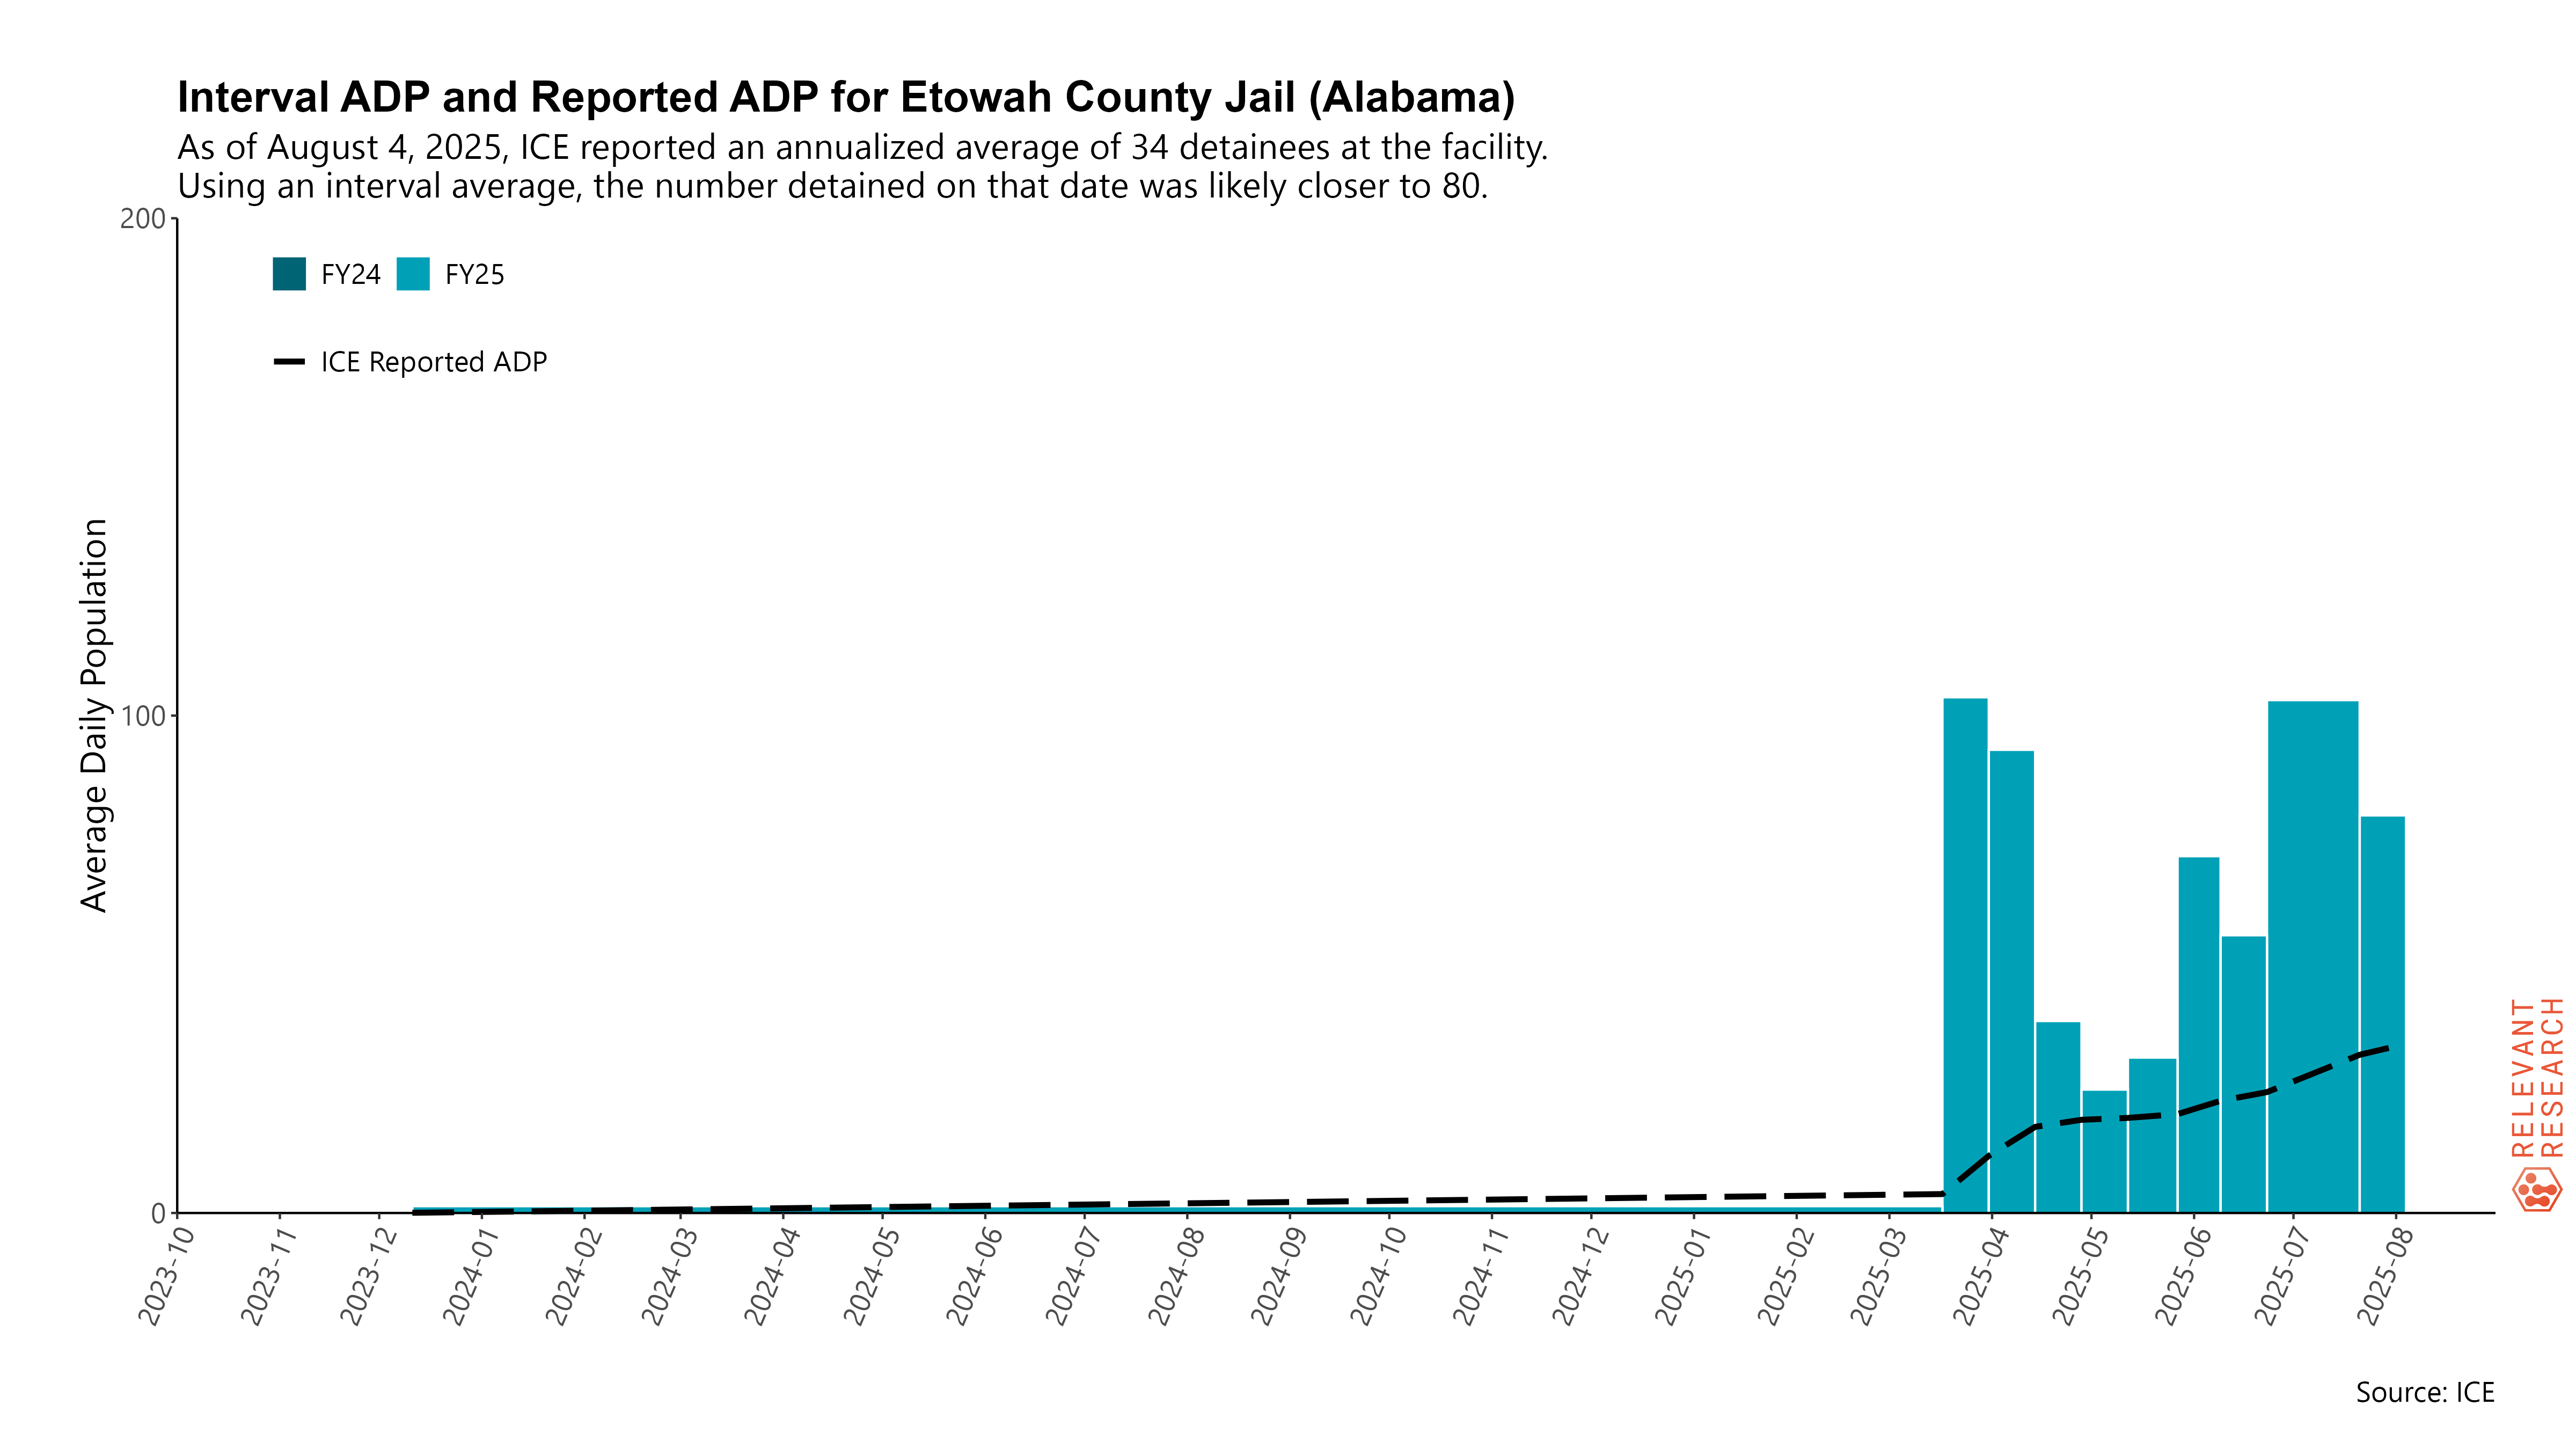 Interval ADP and Reported ADP for Etowah County Jail (Alabama)
As of August 4, 2025, ICE reported an annualized average of 34 detainees at the facility.
Using an interval average, the number detained on that date was likely closer to 80.
200
FY24 FY25
ICE Reported ADP
Average Daily Population
100
0
2023-10
2023-11
2023-12
2024-01
2024-02
2024-03
2024-04
2024-05
2024-06
2024-07
2024-08
2024-09
2024-10
2024-11
2024-12
2025-01
2025-02
2025-03
2025-04
2025-05
2025-06
2025-07
2025-08
RELEVANT
RESEARCH
Source: ICE